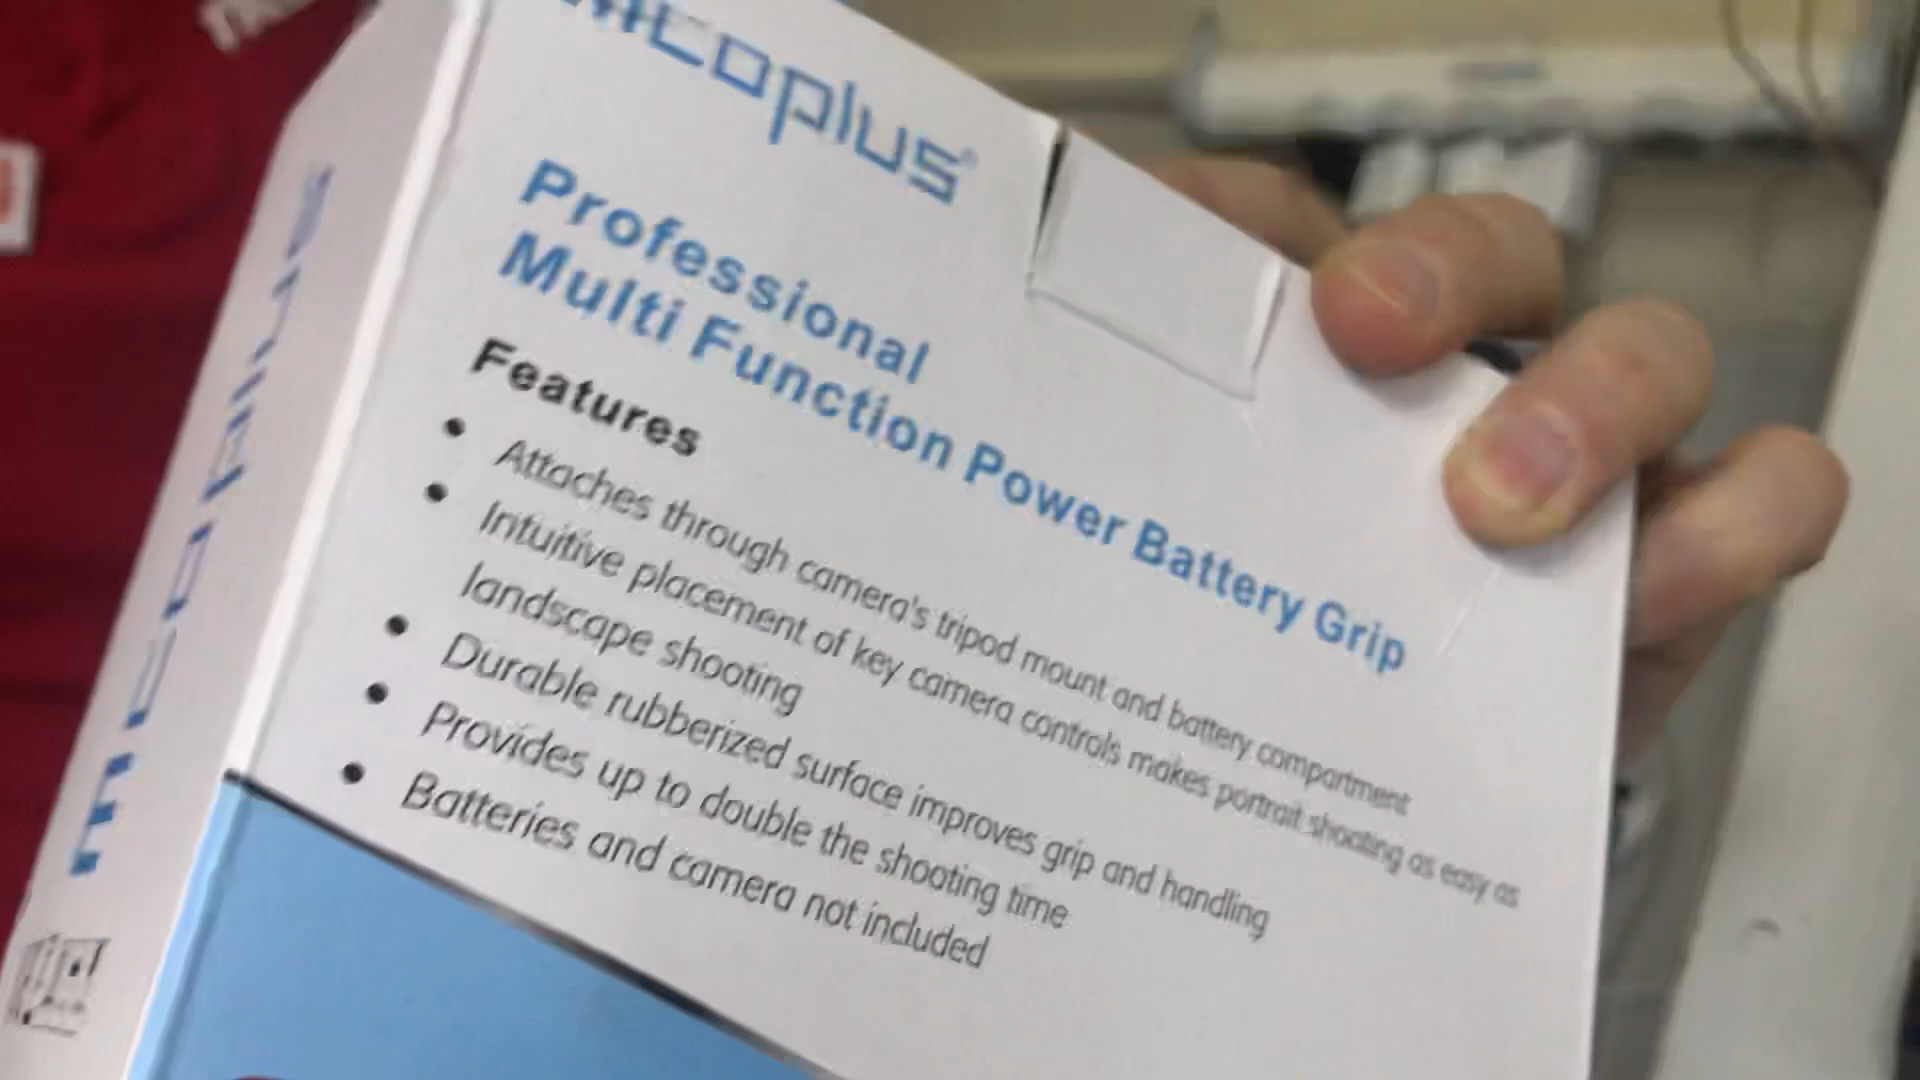 Professional
Multi Function Power Battery Grip
Features
• Attaches through camera's tripod mount and battery compartment
• Intuitive placement of key camera controls makes portrait shooting as easy as
landscape shooting
• Durable rubberized surface improves grip and handling
• Provides up to double the shooting time
• Batteries and camera not included